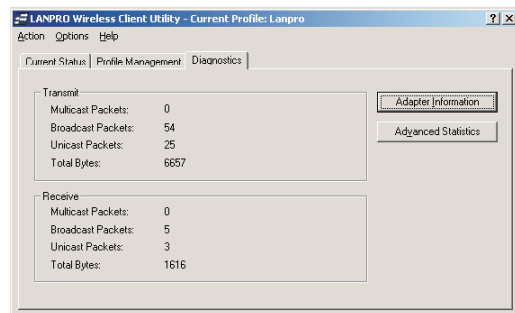 LANPRO Wireless Client Utility - Current Profile: Lanpro
Action Options Help
Current Status Profile Management Diagnostics
Transmit
Multicast Packets: 0
Broadcast Packets: 54
Unicast Packets: 25
Total Bytes: 6657
Adapter Information
Advanced Statistics
Receive
Multicast Packets: 0
Broadcast Packets: 5
Unicast Packets: 3
Total Bytes: 1616